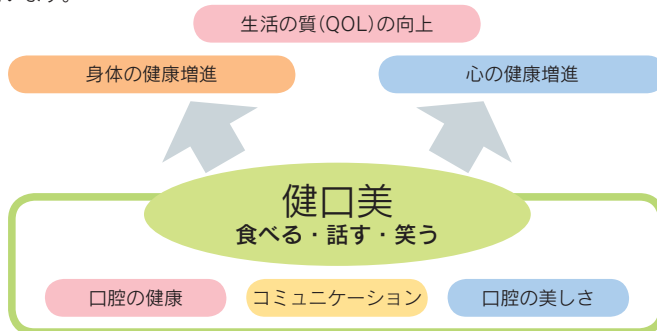 生活の質(QOL)の向上
身体の健康増進
心の健康増進
健口美
食べる・話す・笑う
口腔の健康
コミュニケーション
口腔の美しさ